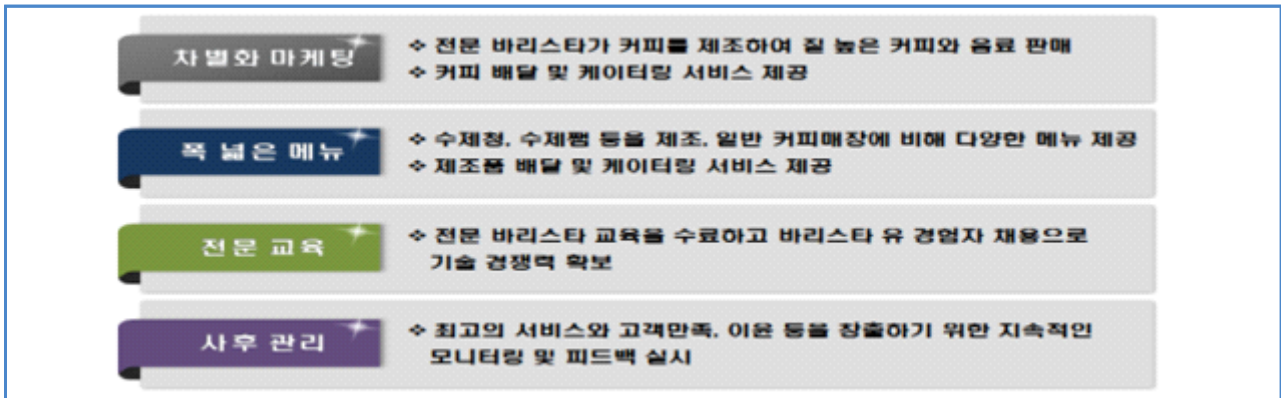 차별화 마케팅
❖ 전문 바리스타가 커피를 제조하여 질 높은 커피와 음료 판매
❖ 커피 배달 및 케이터링 서비스 제공
폭 넓은 메뉴
❖ 수제청, 수제쨈 등을 제조, 일반 커피매장에 비해 다양한 메뉴 제공
❖ 제조품 배달 및 케이터링 서비스 제공
전문 교육
❖ 전문 바리스타 교육을 수료하고 바리스타 유 경험자 채용으로
기술 경쟁력 확보
사후 관리
❖ 최고의 서비스와 고객만족, 이윤 등을 창출하기 위한 지속적인
모니터링 및 피드백 실시